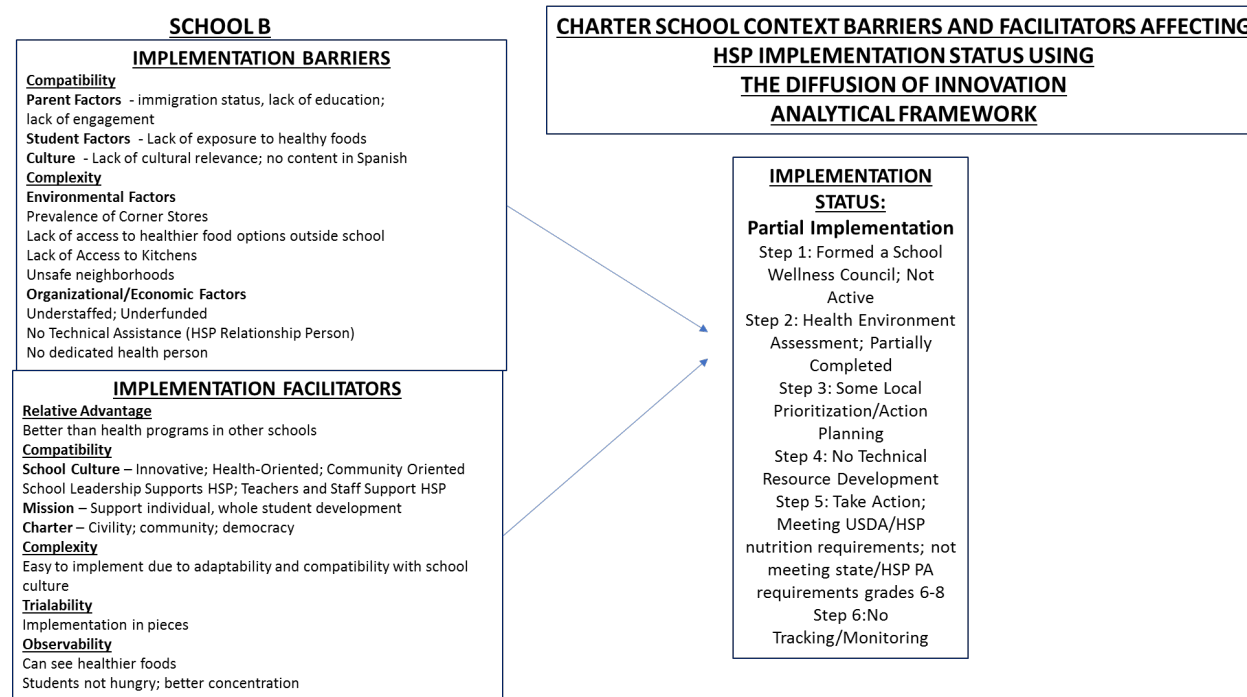 SCHOOL B
IMPLEMENTATION BARRIERS
Compatibility
Parent Factors - immigration status, lack of education;
lack of engagement
Student Factors - Lack of exposure to healthy foods
Culture - Lack of cultural relevance; no content in Spanish
Complexity
Environmental Factors
Prevalence of Corner Stores
Lack of access to healthier food options outside school
Lack of Access to Kitchens
Unsafe neighborhoods
Organizational/Economic Factors
Understaffed; Underfunded
No Technical Assistance (HSP Relationship Person)
No dedicated health person
IMPLEMENTATION FACILITATORS
Relative Advantage
Better than health programs in other schools
Compatibility
School Culture – Innovative; Health-Oriented; Community Oriented
School Leadership Supports HSP; Teachers and Staff Support HSP
Mission – Support individual, whole student development
Charter – Civility; community; democracy
Complexity
Easy to implement due to adaptability and compatibility with school
culture
Trialability
Implementation in pieces
Observability
Can see healthier foods
Students not hungry; better concentration
CHARTER SCHOOL CONTEXT BARRIERS AND FACILITATORS AFFECTING
HSP IMPLEMENTATION STATUS USING
THE DIFFUSION OF INNOVATION
ANALYTICAL FRAMEWORK
IMPLEMENTATION
STATUS:
Partial Implementation
Step 1: Formed a School
Wellness Council; Not
Active
Step 2: Health Environment
Assessment; Partially
Completed
Step 3: Some Local
Prioritization/Action
Planning
Step 4: No Technical
Resource Development
Step 5: Take Action;
Meeting USDA/HSP
nutrition requirements; not
meeting state/HSP PA
requirements grades 6-8
Step 6:No
Tracking/Monitoring